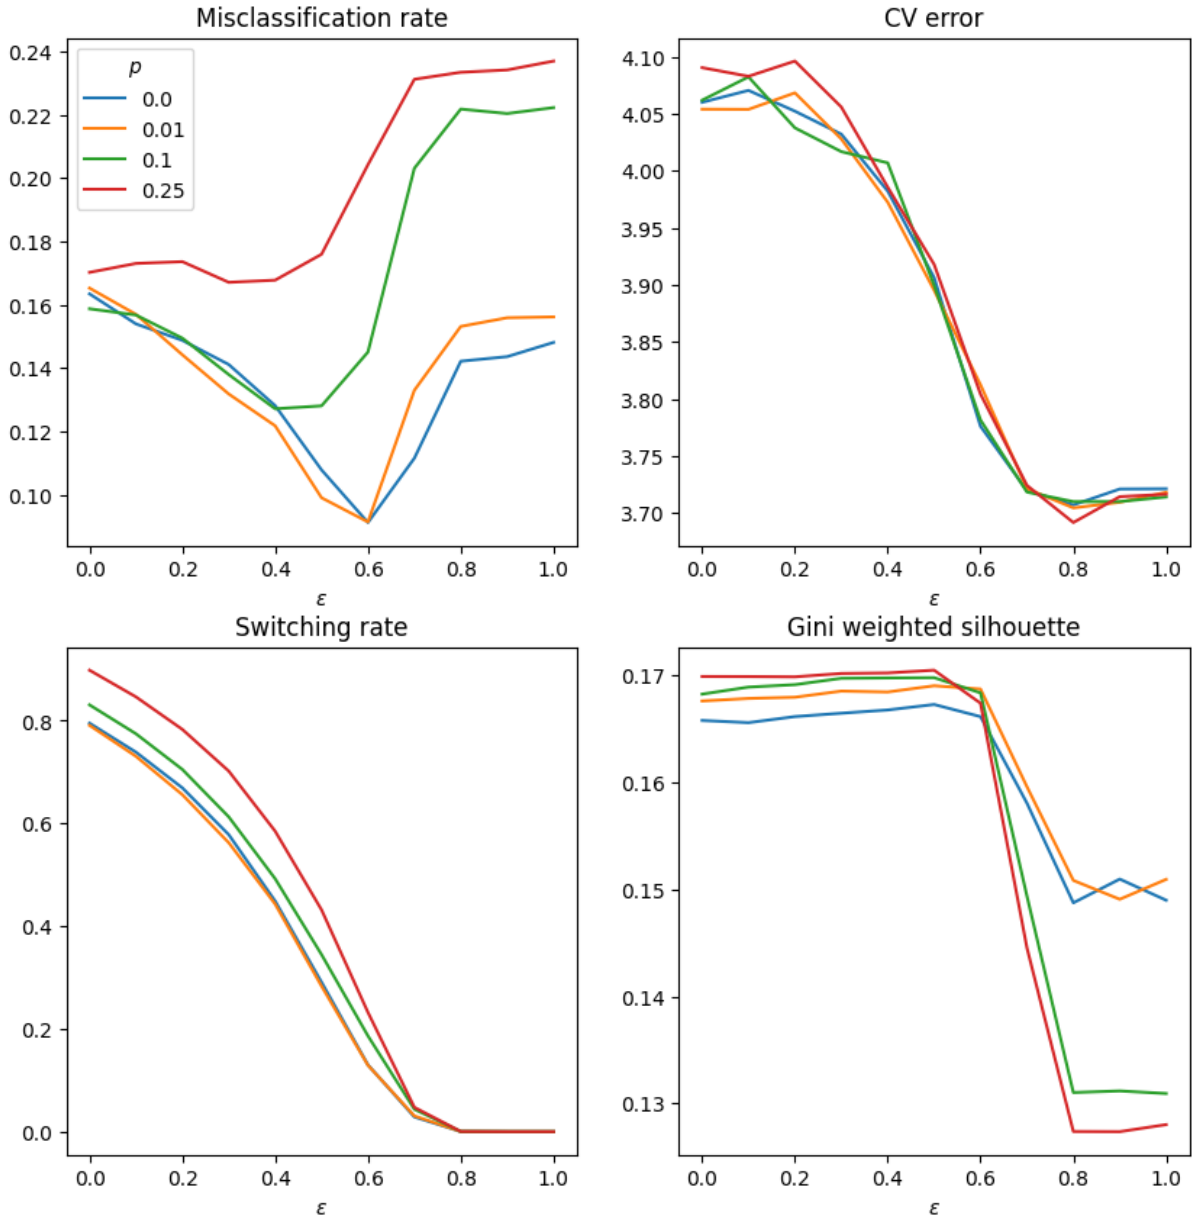 Misclassification rate
0.24
0.22
0.20
0.18
0.16
0.14
0.12
0.10
p
0.0
0.01
0.1
0.25
0.0 0.2 0.4 0.6 0.8 1.0
ε
CV error
4.10
4.05
4.00
3.95
3.90
3.85
3.80
3.75
3.70
0.0 0.2 0.4 0.6 0.8 1.0
ε
Switching rate
0.8
0.6
0.4
0.2
0.0
0.0 0.2 0.4 0.6 0.8 1.0
ε
Gini weighted silhouette
0.17
0.16
0.15
0.14
0.13
0.0 0.2 0.4 0.6 0.8 1.0
ε